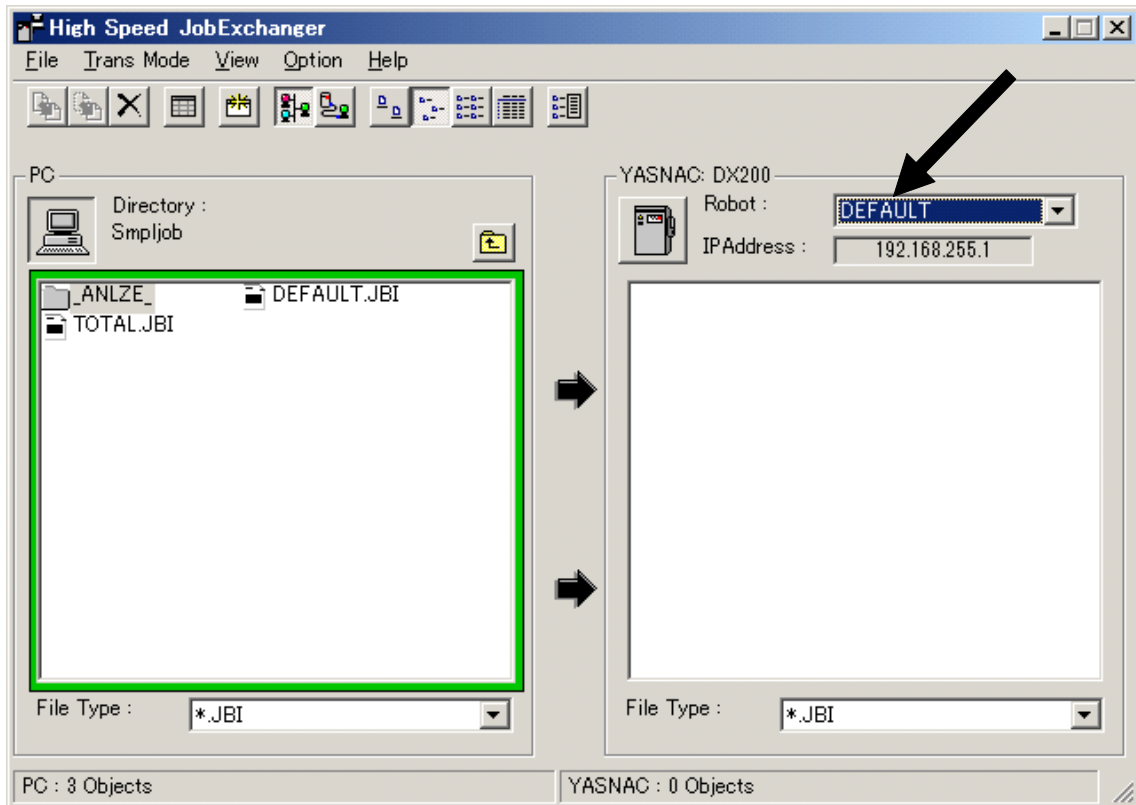 High Speed JobExchanger
File Trans Mode View Option Help
PC
Directory :
Smpljob
_ANLZE_ DEFAULT.JBI
TOTAL.JBI
File Type : *.JBI
YASNAC: DX200
Robot : DEFAULT
IPAddress : 192.168.255.1
File Type : *.JBI
PC : 3 Objects
YASNAC : 0 Objects